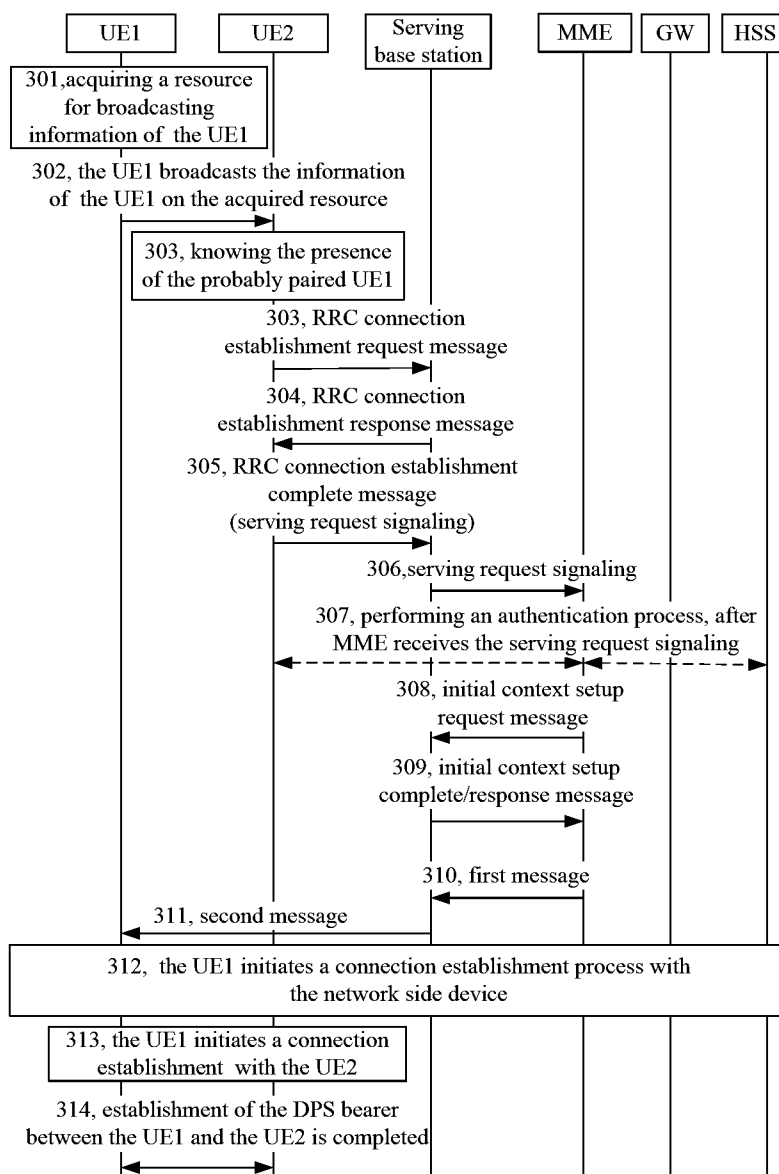 UE1 UE2 Serving MME GW HSS
base station
301,acquiring a resource
for broadcasting
information of the UE1
302, the UE1 broadcasts the information
of the UE1 on the acquired resource
303, knowing the presence
of the probably paired UE1
303, RRC connection
establishment request message
304, RRC connection
establishment response message
305, RRC connection establishment
complete message
(serving request signaling)
306,serving request signaling
307, performing an authentication process, after
MME receives the serving request signaling
308, initial context setup
request message
309, initial context setup
complete/response message
310, first message
311, second message
312, the UE1 initiates a connection establishment process with
the network side device
313, the UE1 initiates a connection
establishment with the UE2
314, establishment of the DPS bearer
between the UE1 and the UE2 is completed